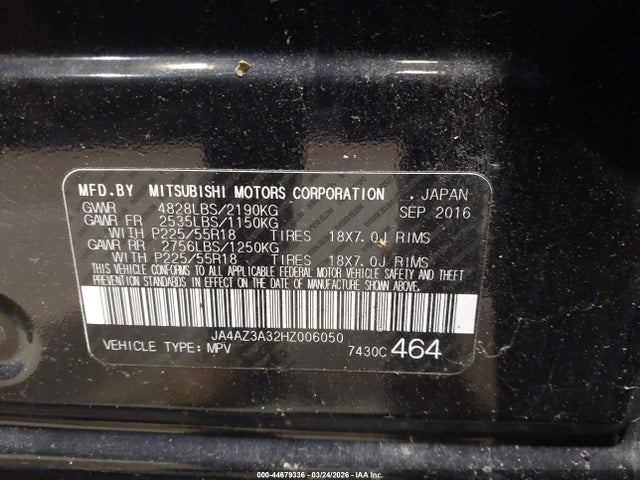 MFD.BY MITSUBISHI MOTORS CORPORATION , JAPAN
GVWR 4828LBS/2190KG SEP 2016
GAWR FR 2535LBS/1150KG
WITH P225/55R18 TIRES 18X7.0J RIMS
GAWR RR 2756LBS/1250KG
WITH P225/55R18 TIRES 18X7.0J RIMS
THIS VEHICLE CONFORMS TO ALL APPLICABLE FEDERAL MOTOR VEHICLE SAFETY AND THEFT
PREVENTION STANDARDS IN EFFECT ON THE DATE OF MANUFACTURE SHOWN ABOVE.
JA4AZ3A32HZ006050
VEHICLE TYPE: MPV 7430C 464
000-44679336 - 03/24/2026 - IAA Inc.